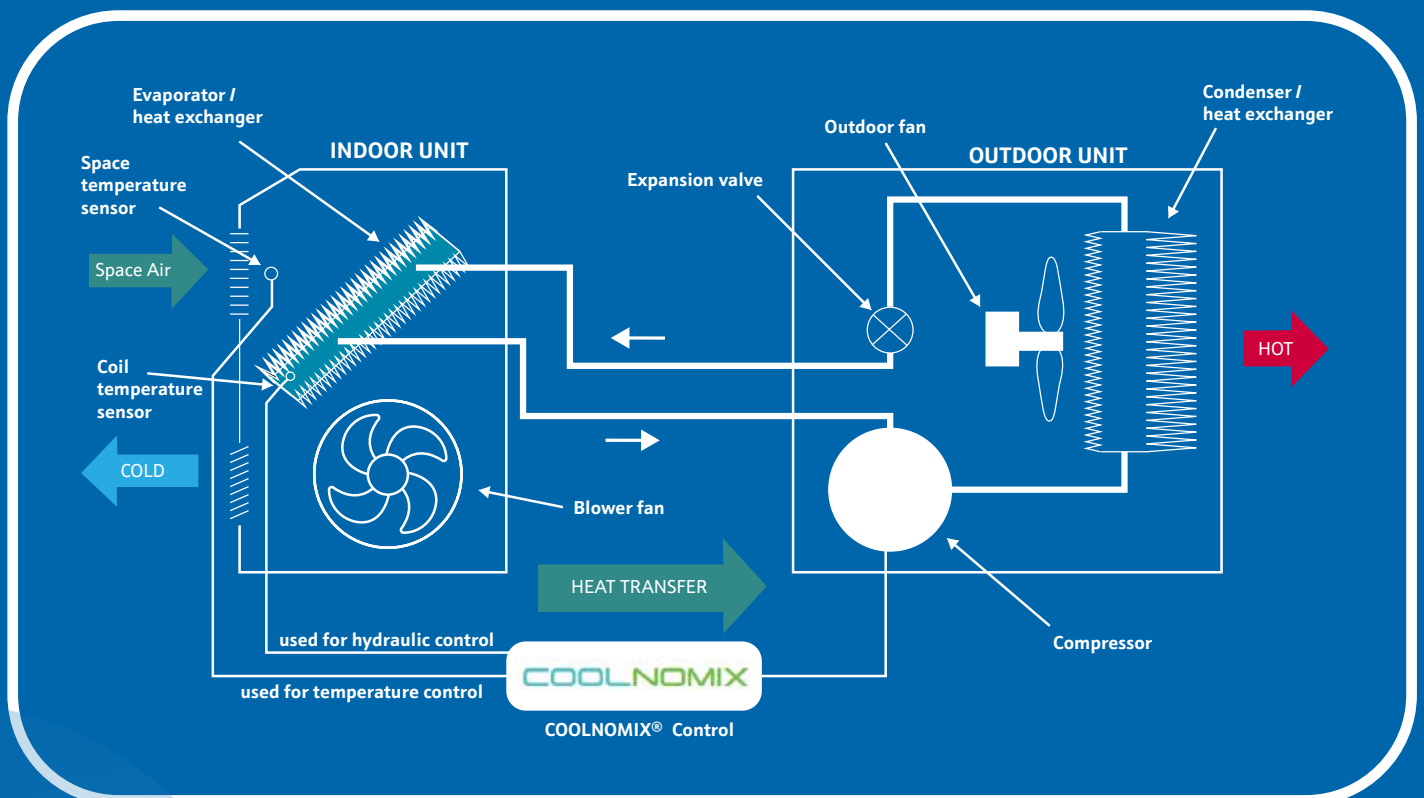 Evaporator /
heat exchanger
INDOOR UNIT
Space
temperature
sensor
Space Air
Coil
temperature
sensor
COLD
Blower fan
Expansion valve
Outdoor fan
OUTDOOR UNIT
Condenser /
heat exchanger
HOT
HEAT TRANSFER
Compressor
used for hydraulic control
used for temperature control
COOLNOMIX
COOLNOMIX® Control